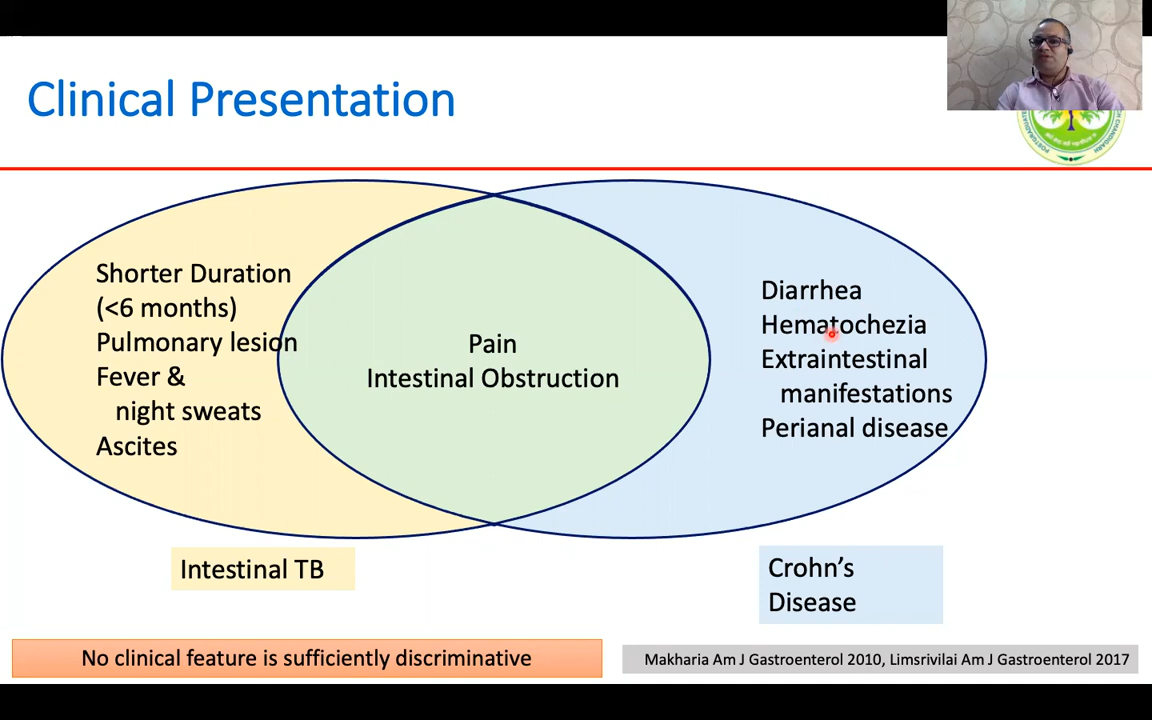 Clinical Presentation
Shorter Duration
(<6 months)
Pulmonary lesion
Fever &
night sweats
Ascites
Pain
Intestinal Obstruction
Diarrhea
Hematochezia
Extraintestinal
manifestations
Perianal disease
Intestinal TB
Crohn’s
Disease
No clinical feature is sufficiently discriminative
Makharia Am J Gastroenterol 2010, Limsrivilai Am J Gastroenterol 2017